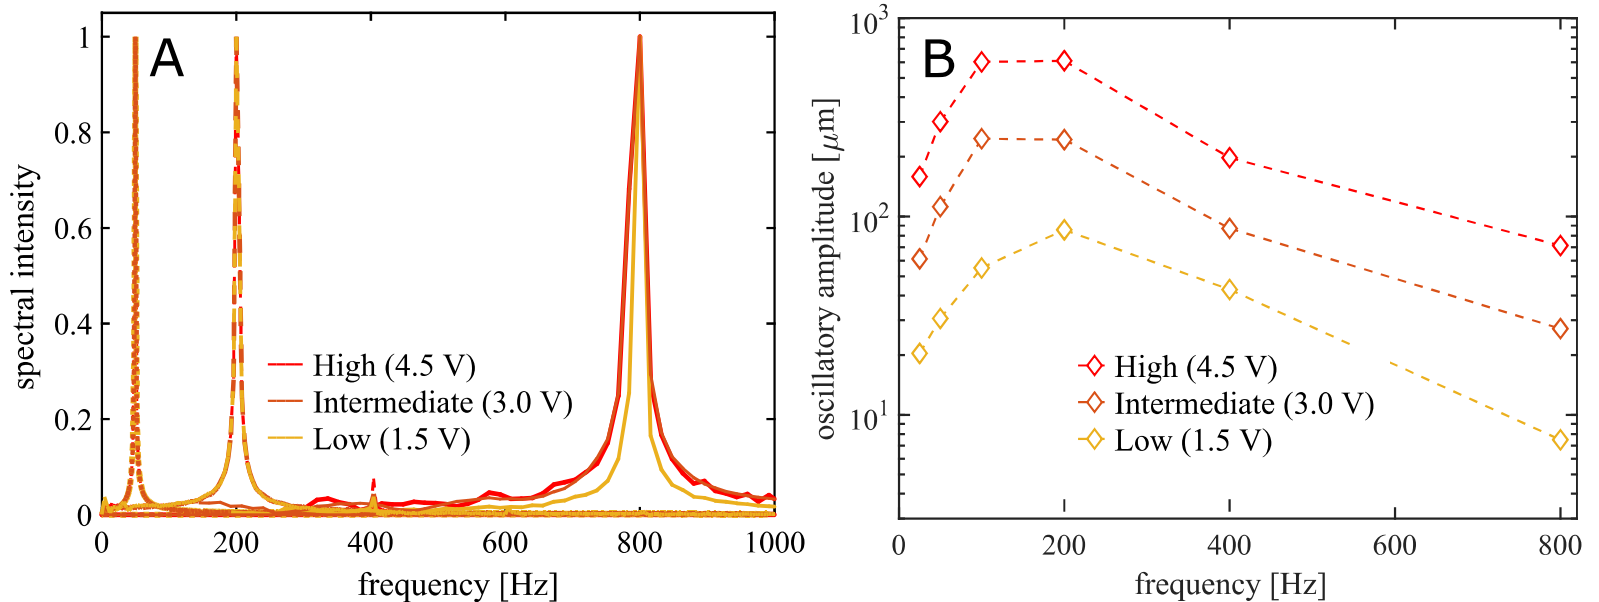 A
spectral intensity
1
0.8
0.6
0.4
0.2
0
High (4.5 V)
Intermediate (3.0 V)
Low (1.5 V)
0 200 400 600 800 1000
frequency [Hz]
B
oscillatory amplitude [μm]
10³
10²
10¹
High (4.5 V)
Intermediate (3.0 V)
Low (1.5 V)
0 200 400 600 800
frequency [Hz]